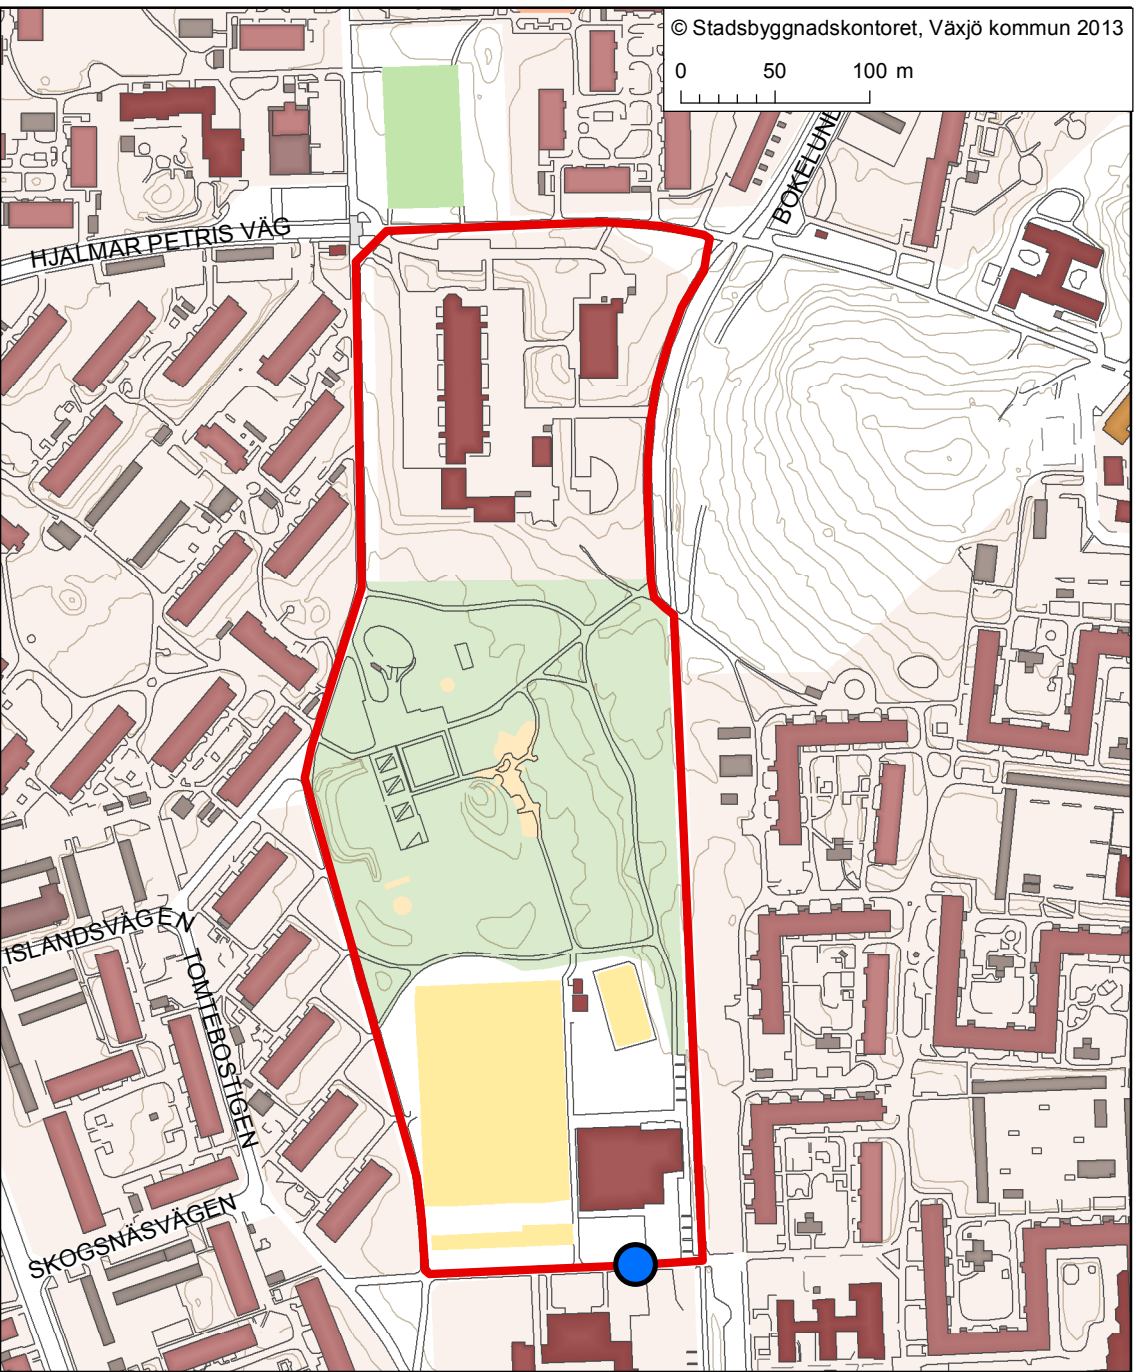 © Stadsbyggnadskontoret, Växjö kommun 2013
0 50 100 m
HJALMAR PETRIS VÄG
ISLANDSVÄGEN
TOMTEBOSTIGEN
SKOGSNÄSVÄGEN